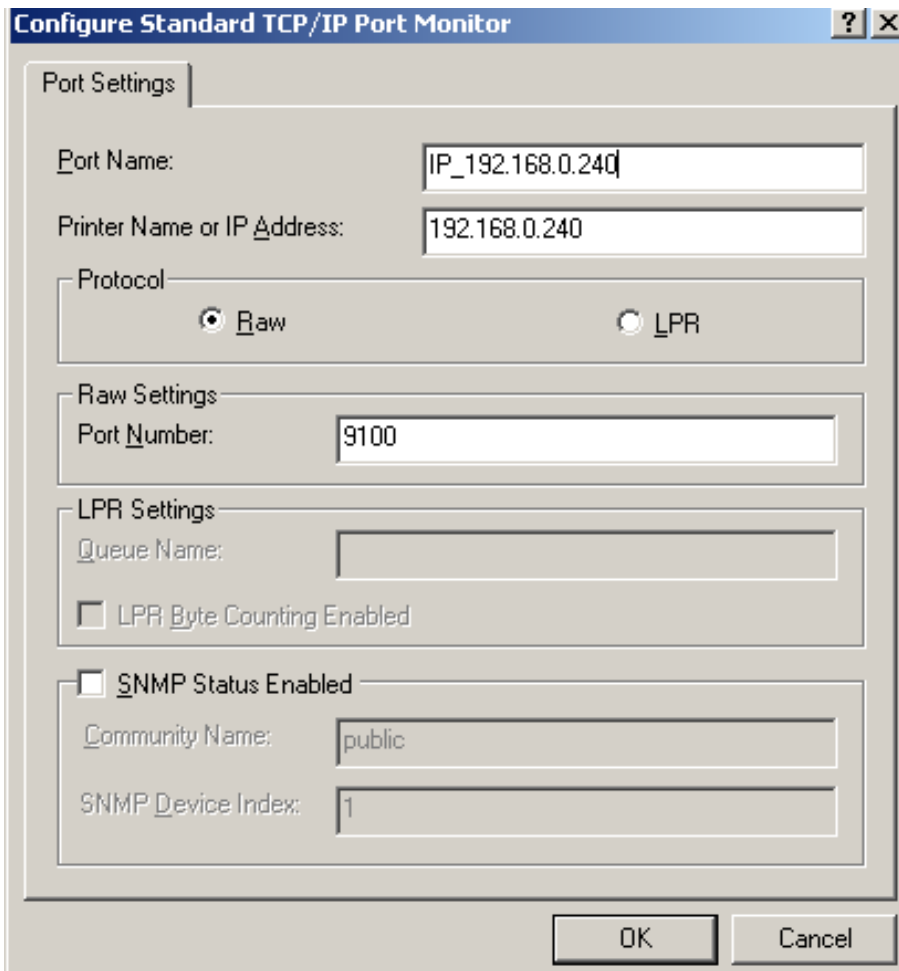 Configure Standard TCP/IP Port Monitor
Port Settings
Port Name: IP_192.168.0.240
Printer Name or IP Address: 192.168.0.240
Protocol
Raw LPR
Raw Settings
Port Number: 9100
LPR Settings
Queue Name:
LPR Byte Counting Enabled
SNMP Status Enabled
Community Name: public
SNMP Device Index: 1
OK Cancel